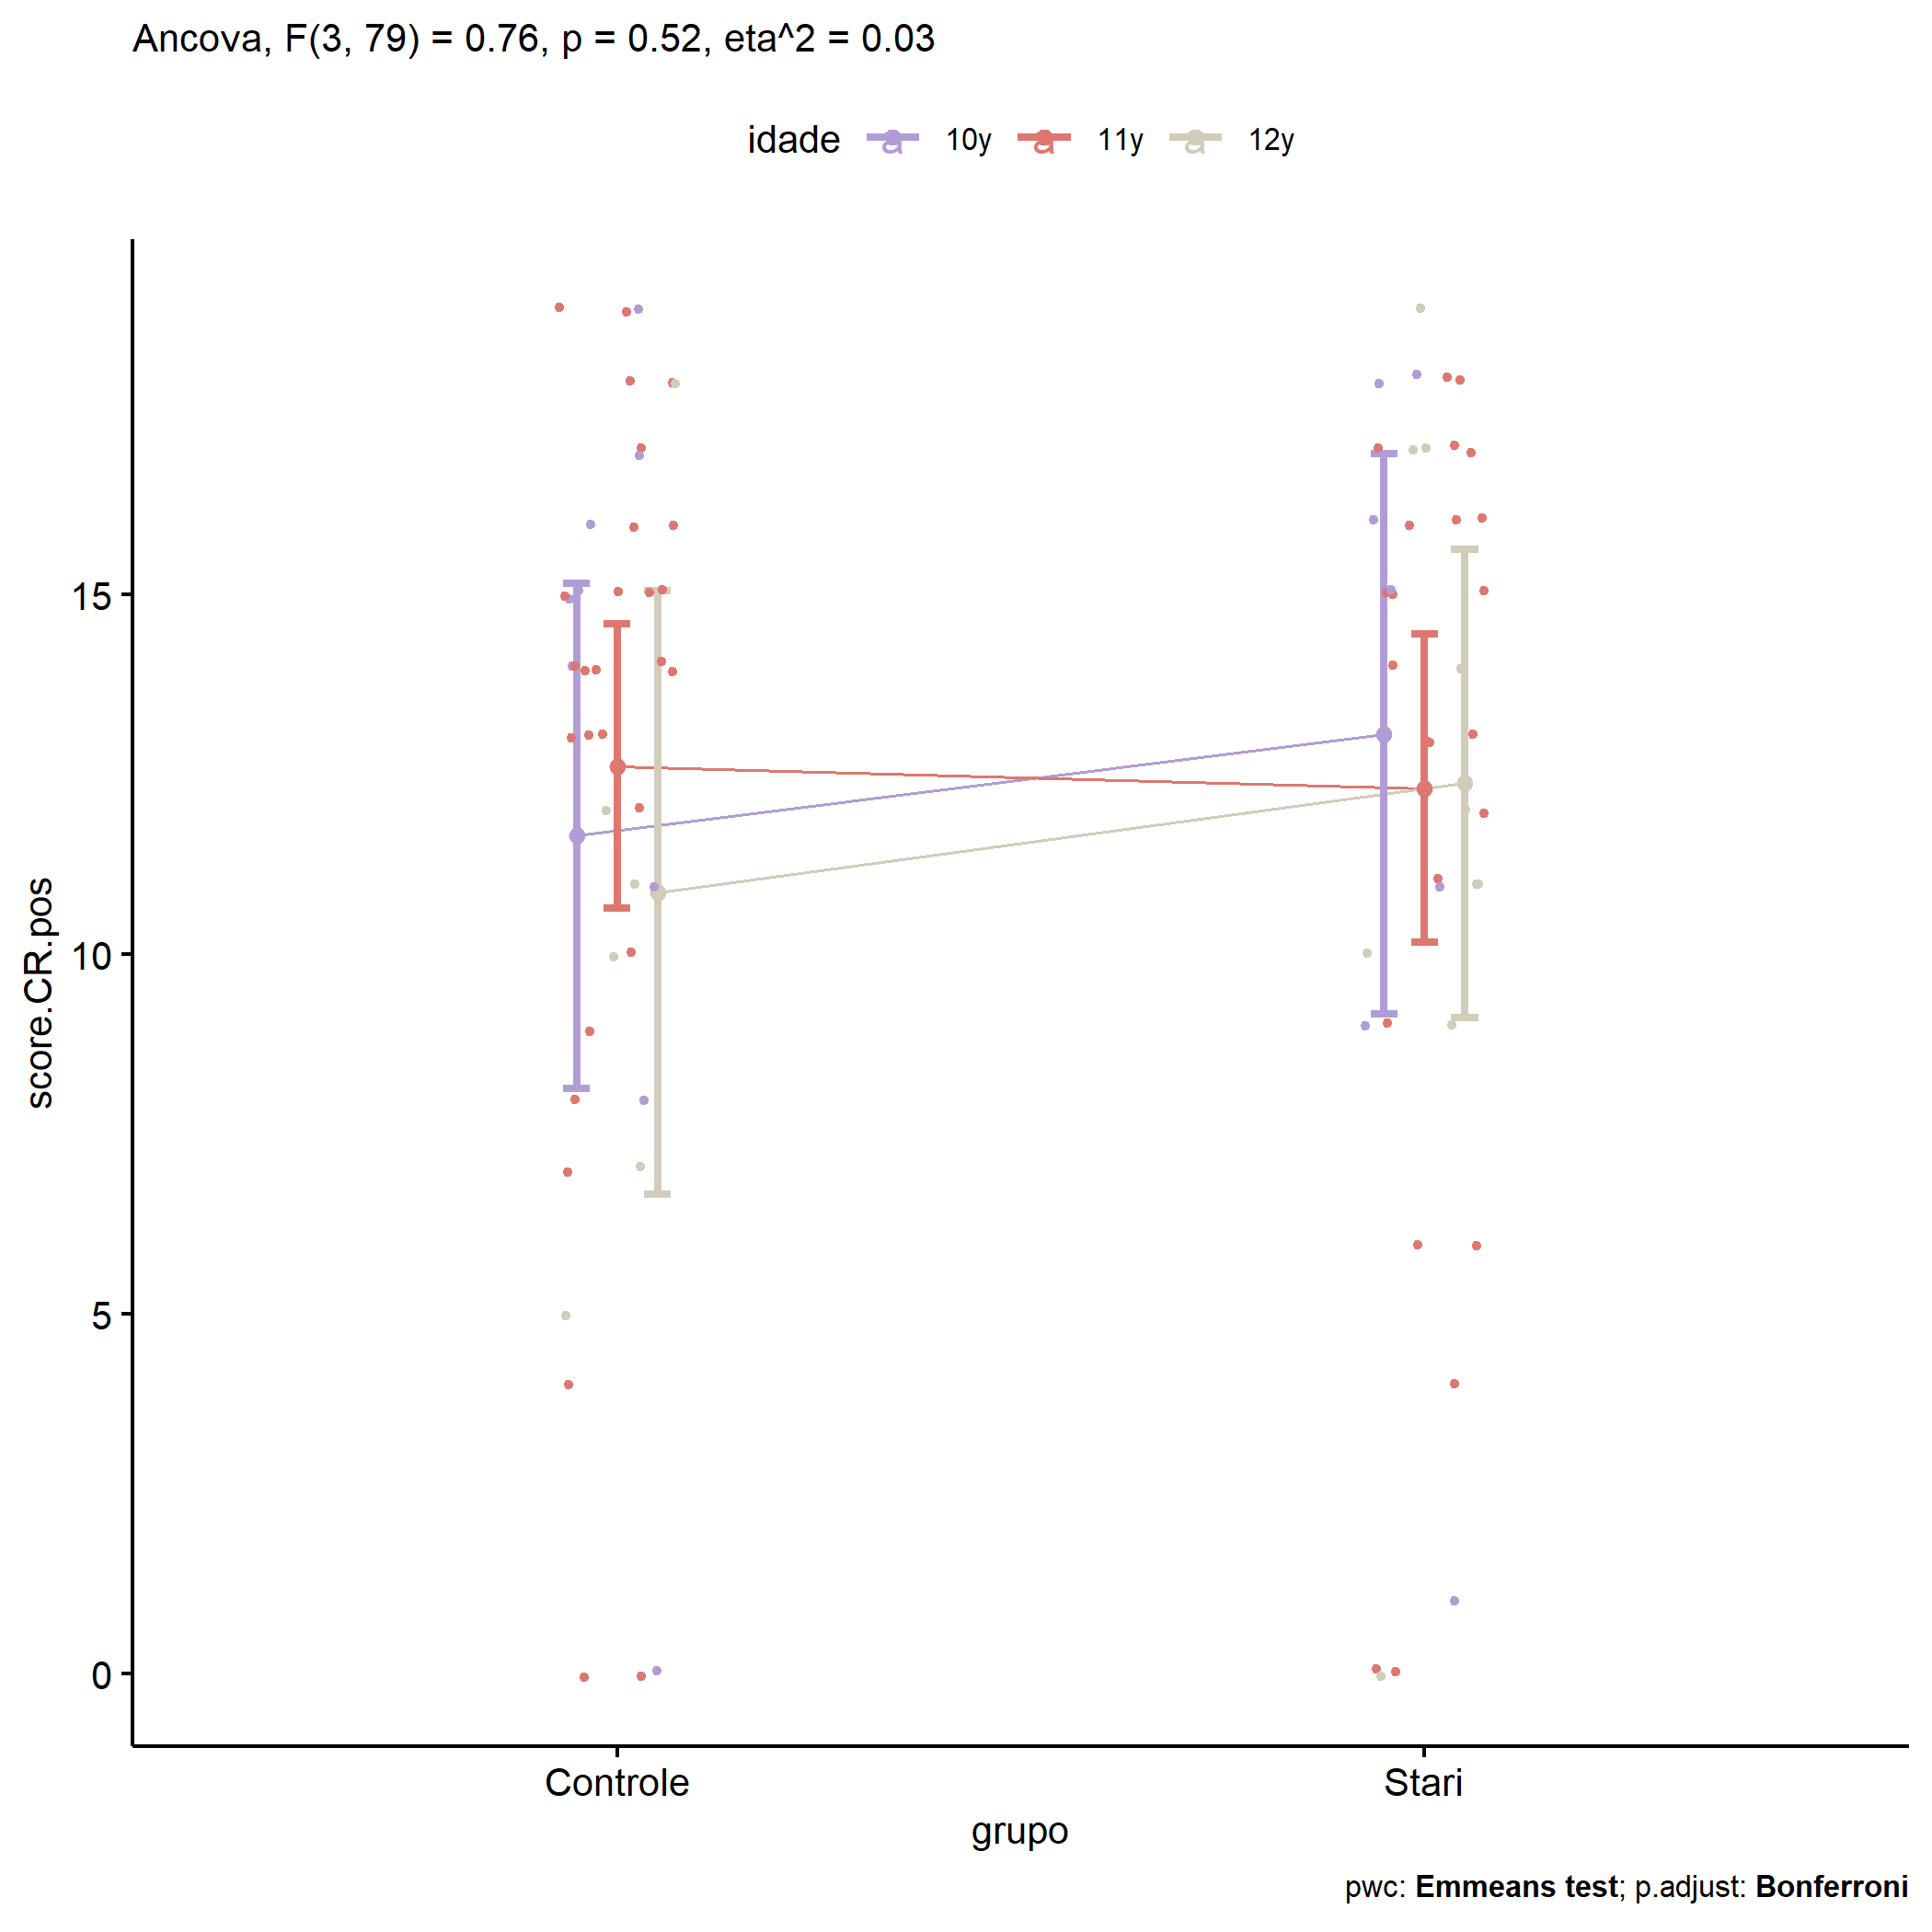 Ancova, F(3, 79) = 0.76, p = 0.52, eta^2 = 0.03
idade a 10y a 11y a 12y
15
10
5
0
score.CR.pos
Controle Stari
grupo
pwc: Emmeans test; p.adjust: Bonferroni